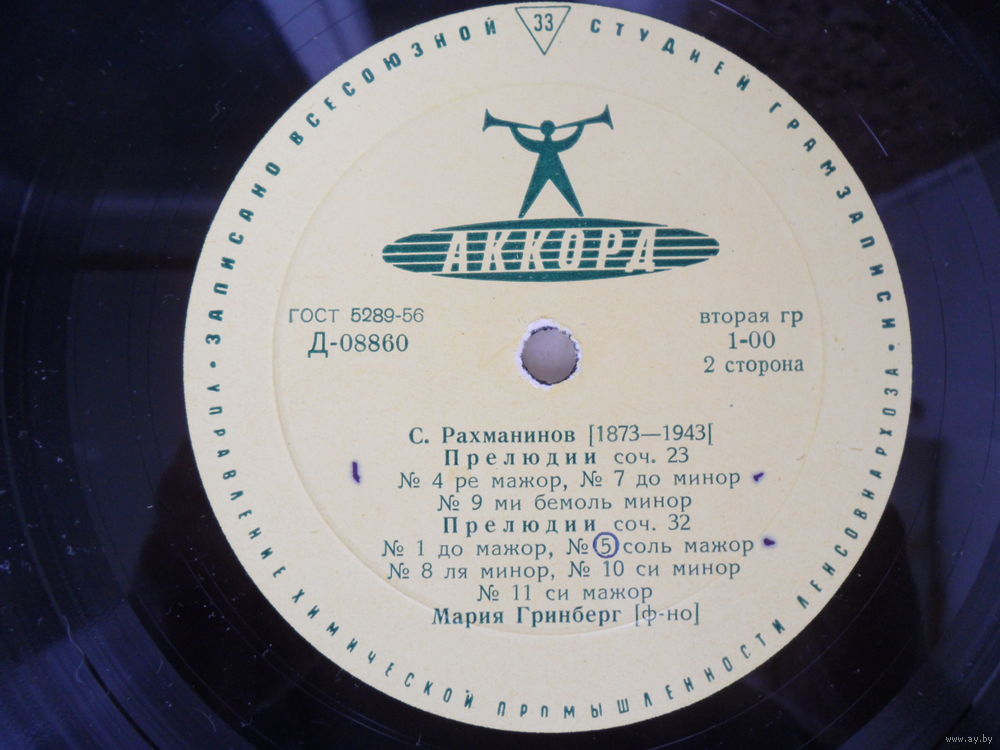 33
ЗАПИСАНО ВСЕСОЮЗНОЙ СТУДИЕЙ ГРАМЗАПИСИ •
УПРАВЛЕНИЕ ХИМИЧЕСКОЙ ПРОМЫШЛЕННОСТИ ЛЕНСОВНАРХОЗА •
АККОРД
ГОСТ 5289-56
Д-08860
вторая гр
1-00
2 сторона
С. Рахманинов [1873—1943[
Прелюдии соч. 23
№ 4 ре мажор, № 7 до минор
№ 9 ми бемоль минор
Прелюдии соч. 32
№ 1 до мажор, № 5 соль мажор
№ 8 ля минор, № 10 си минор
№ 11 си мажор
Мария Гринберг [ф-но]
www.ay.by